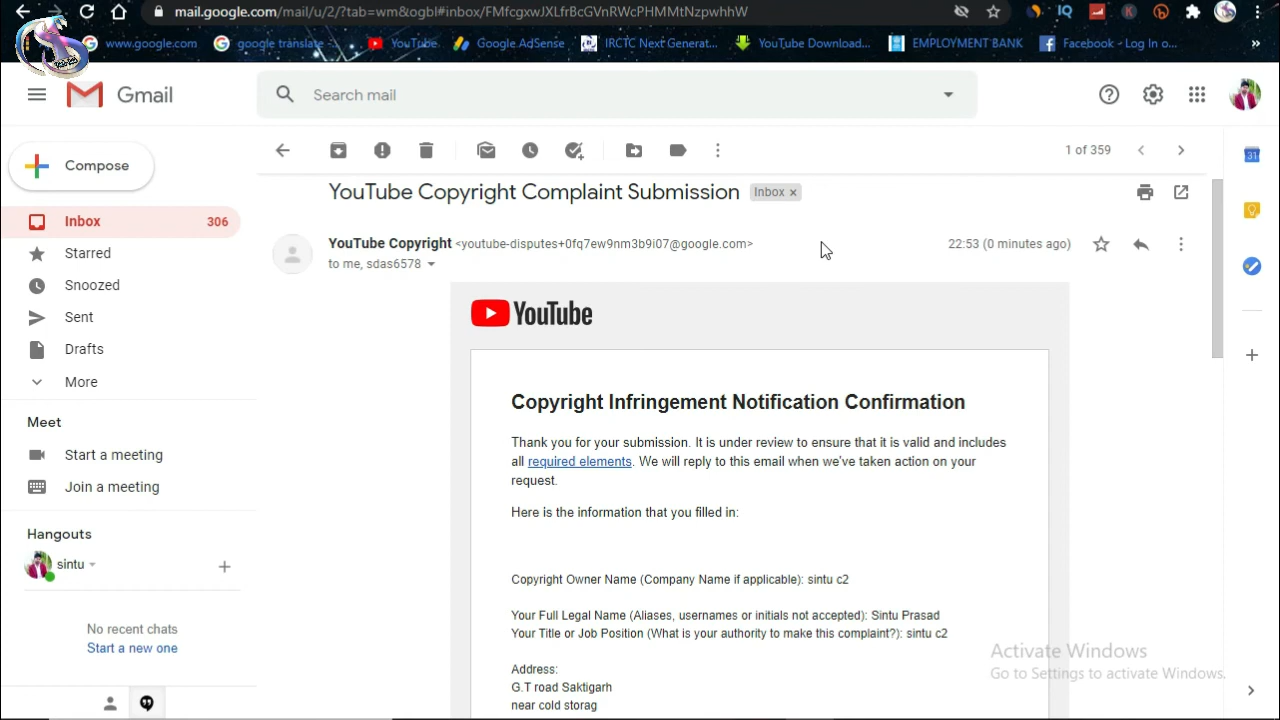 mail.google.com/mail/u/2/?tab=wm&ogbl#inbox/FMfcgxwJXLfrBcGVnRWcPHMMtNzpwhhW
www.google.com
google translate -...
YouTube
Google AdSense
IRCTC Next Generat...
YouTube Download...
EMPLOYMENT BANK
Facebook - Log In o...
»
Gmail
Search mail
Compose
1 of 359
YouTube Copyright Complaint Submission
Inbox ×
Inbox 306
Starred
Snoozed
Sent
Drafts
More
YouTube Copyright <youtube-disputes+0fq7ew9nm3b9i07@google.com>
22:53 (0 minutes ago)
to me, sdas6578
YouTube
Copyright Infringement Notification Confirmation
Thank you for your submission. It is under review to ensure that it is valid and includes
all required elements. We will reply to this email when we've taken action on your
request.
Here is the information that you filled in:
Copyright Owner Name (Company Name if applicable): sintu c2
Your Full Legal Name (Aliases, usernames or initials not accepted): Sintu Prasad
Your Title or Job Position (What is your authority to make this complaint?): sintu c2
Address:
G.T road Saktigarh
near cold storag
Meet
Start a meeting
Join a meeting
Hangouts
sintu
No recent chats
Start a new one
31
IQ
K
Activate Windows
Go to Settings to activate Windows.